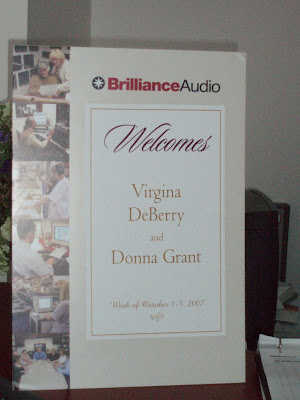 BrillianceAudio
Welcomes
Virgina
DeBerry
and
Donna Grant
Week of October 1-5, 2007